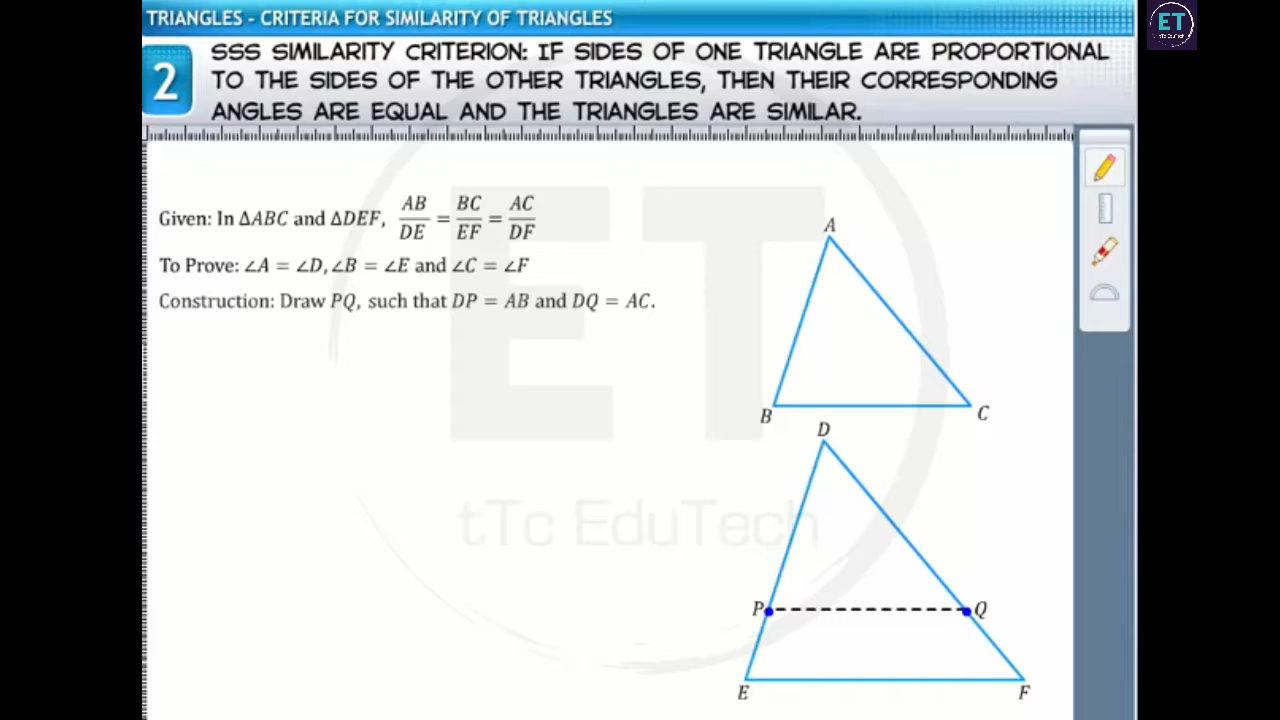 TRIANGLES - CRITERIA FOR SIMILARITY OF TRIANGLES
ET
2
SSS SIMILARITY CRITERION: IF SIDES OF ONE TRIANGLE ARE PROPORTIONAL
TO THE SIDES OF THE OTHER TRIANGLES, THEN THEIR CORRESPONDING
ANGLES ARE EQUAL AND THE TRIANGLES ARE SIMILAR.
Given: In ΔABC and ΔDEF, AB/DE = BC/EF = AC/DF
To Prove: ∠A = ∠D, ∠B = ∠E and ∠C = ∠F
Construction: Draw PQ, such that DP = AB and DQ = AC.
A
B
C
D
P
Q
E
F
ET
tTc EduTech